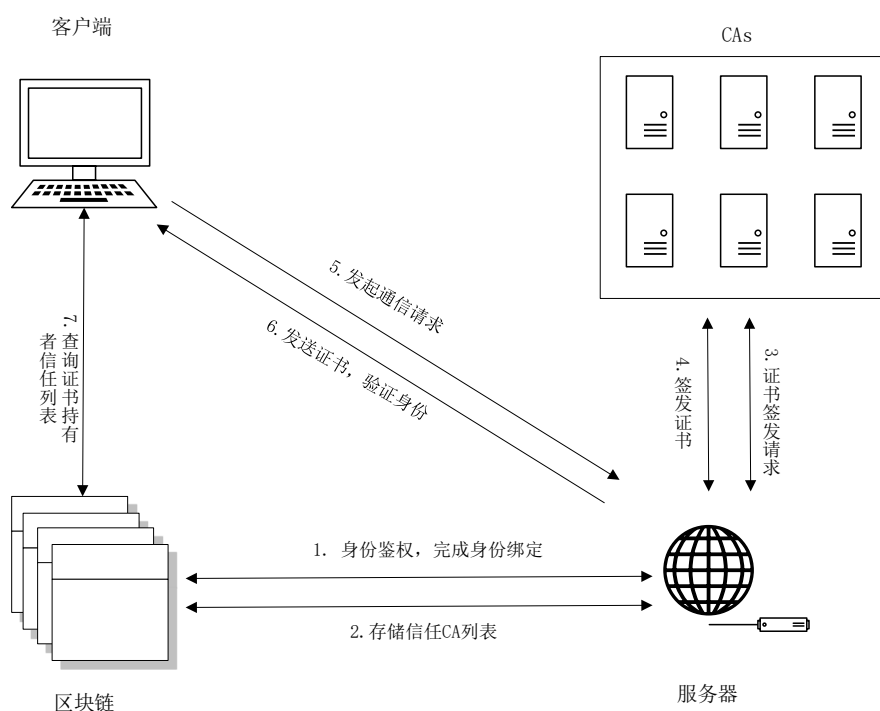 客户端
CAs
5.发起通信请求
6.发送证书，验证身份
7.查询证书持有
者信任列表
4.签发证书
3.证书签发请求
1. 身份鉴权，完成身份绑定
2.存储信任CA列表
区块链
服务器